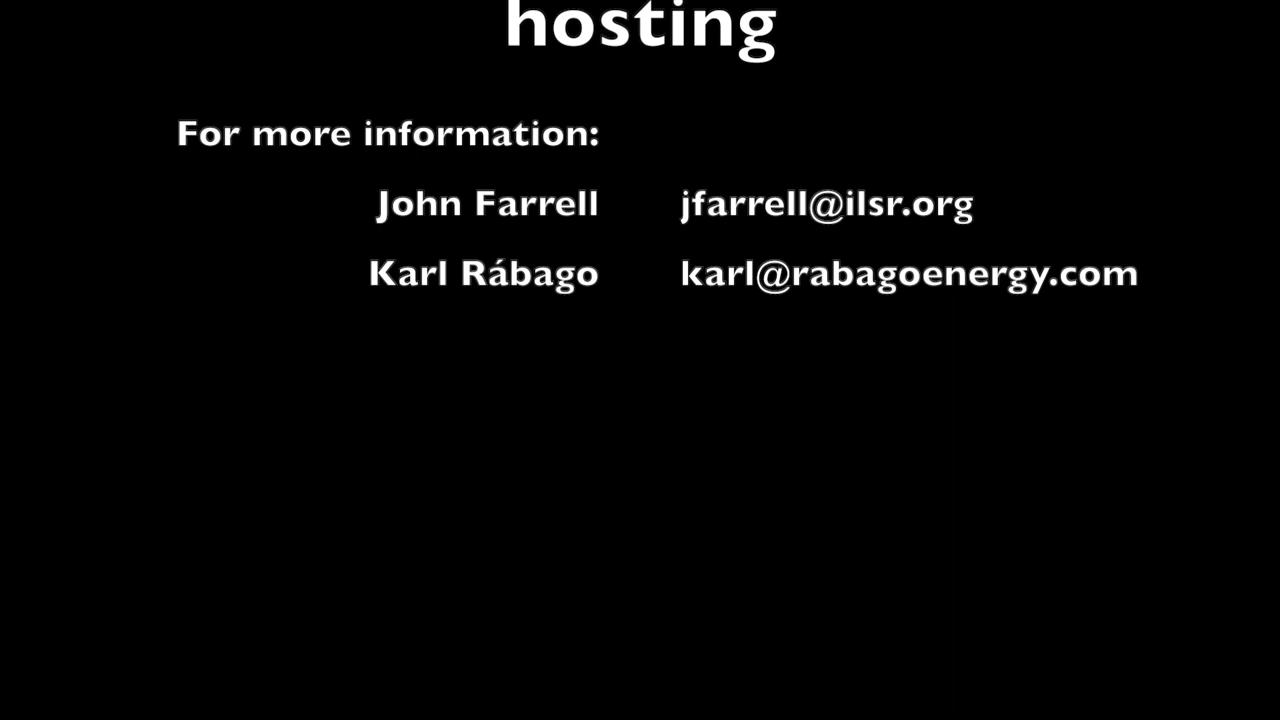 hosting
For more information:
John Farrell jfarrell@ilsr.org
Karl Rábago karl@rabagoenergy.com